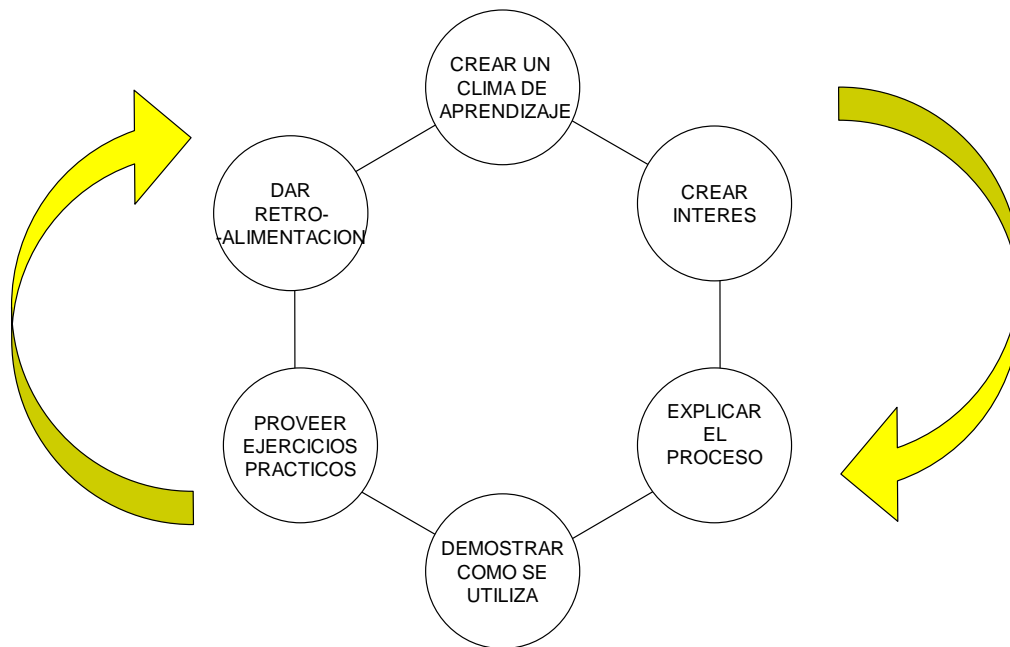 CREAR UN
CLIMA DE
APRENDIZAJE
CREAR
INTERES
EXPLICAR
EL
PROCESO
DEMOSTRAR
COMO SE
UTILIZA
PROVEER
EJERCICIOS
PRACTICOS
DAR
RETRO-
-ALIMENTACION